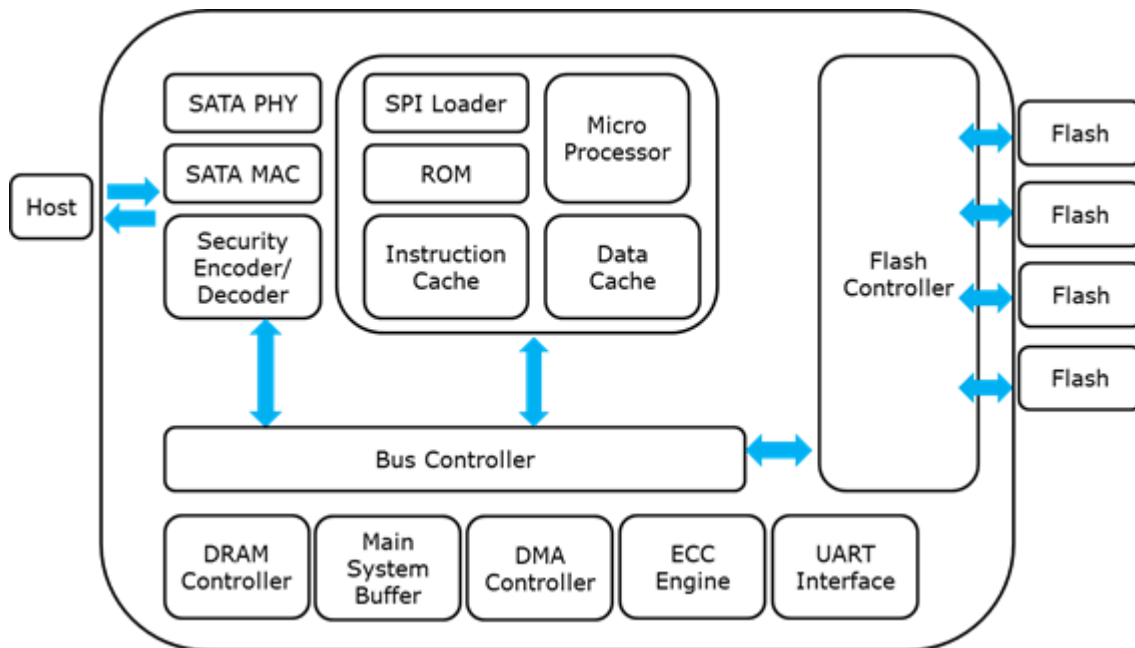 SATA PHY
SATA MAC
Host
Security
Encoder/
Decoder
SPI Loader
ROM
Micro
Processor
Instruction
Cache
Data
Cache
Flash
Controller
Flash
Flash
Flash
Flash
Bus Controller
DRAM
Controller
Main
System
Buffer
DMA
Controller
ECC
Engine
UART
Interface